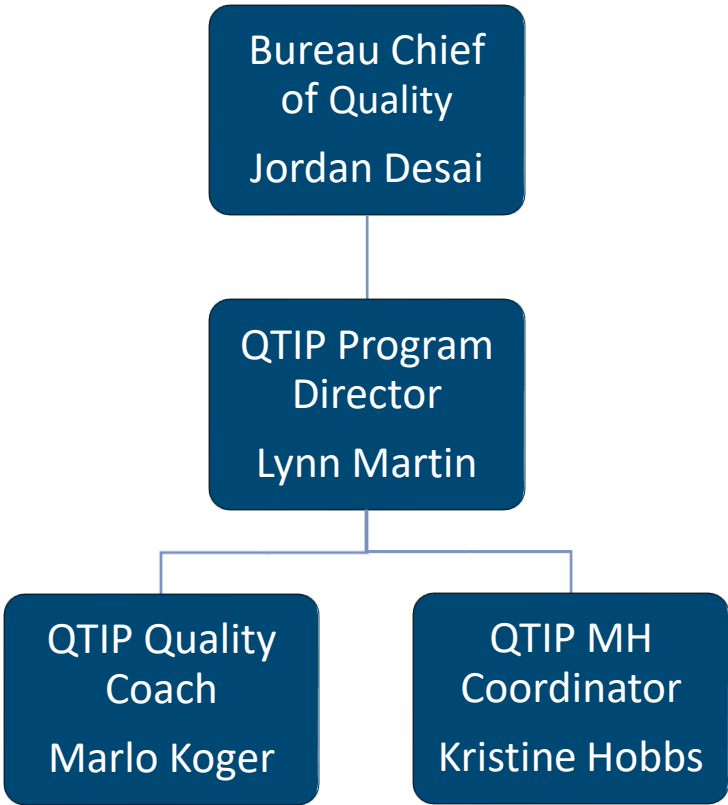 Bureau Chief
of Quality
Jordan Desai
QTIP Program
Director
Lynn Martin
QTIP Quality
Coach
Marlo Koger
QTIP MH
Coordinator
Kristine Hobbs